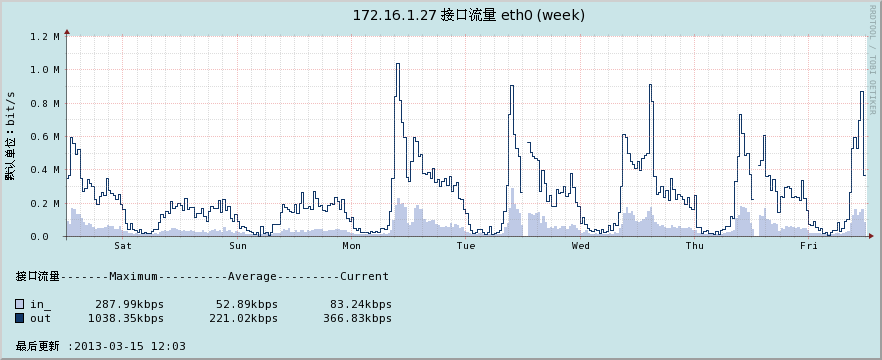 172.16.1.27 接口流量 eth0 (week)
RRDTOOL / TOBI OETIKER
默认单位：bit/s
1.2 M
1.0 M
0.8 M
0.6 M
0.4 M
0.2 M
0.0
Sat Sun Mon Tue Wed Thu Fri
接口流量-------Maximum----------Average---------Current
in_ 287.99kbps 52.89kbps 83.24kbps
out 1038.35kbps 221.02kbps 366.83kbps
最后更新 :2013-03-15 12:03